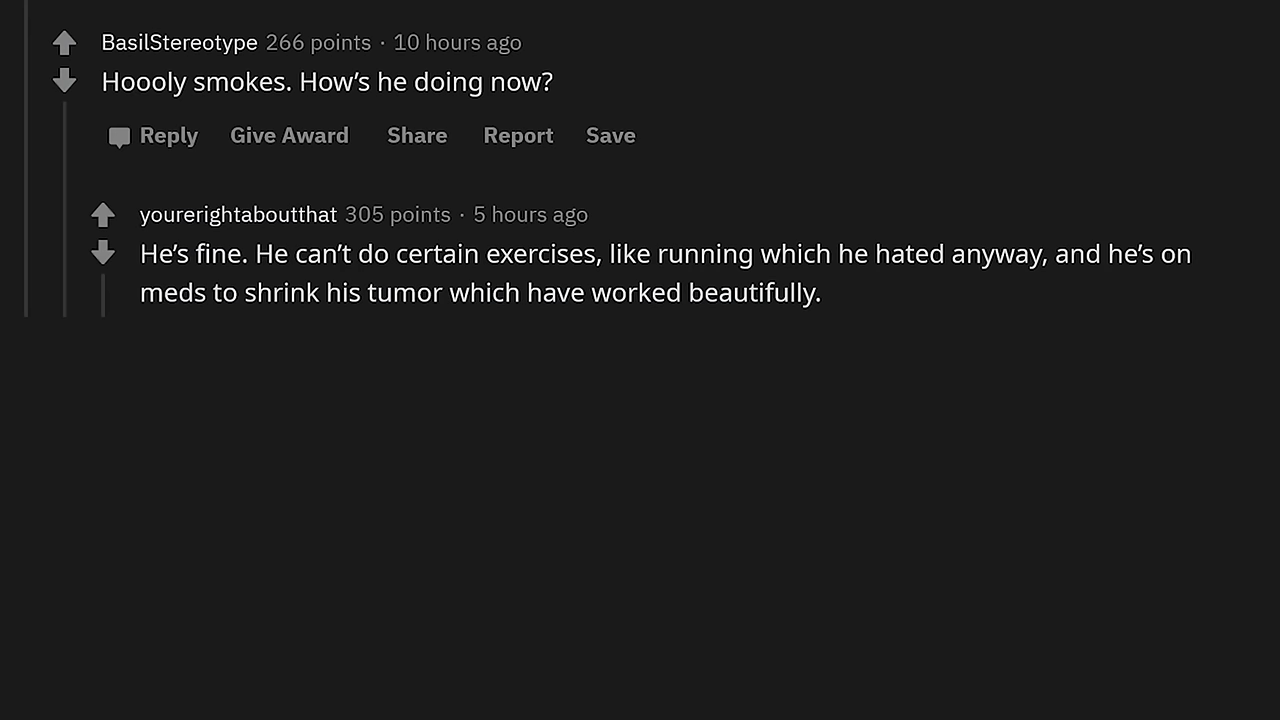 BasilStereotype 266 points · 10 hours ago
Hoooly smokes. How’s he doing now?
Reply Give Award Share Report Save
yourerightaboutthat 305 points · 5 hours ago
He’s fine. He can’t do certain exercises, like running which he hated anyway, and he’s on
meds to shrink his tumor which have worked beautifully.